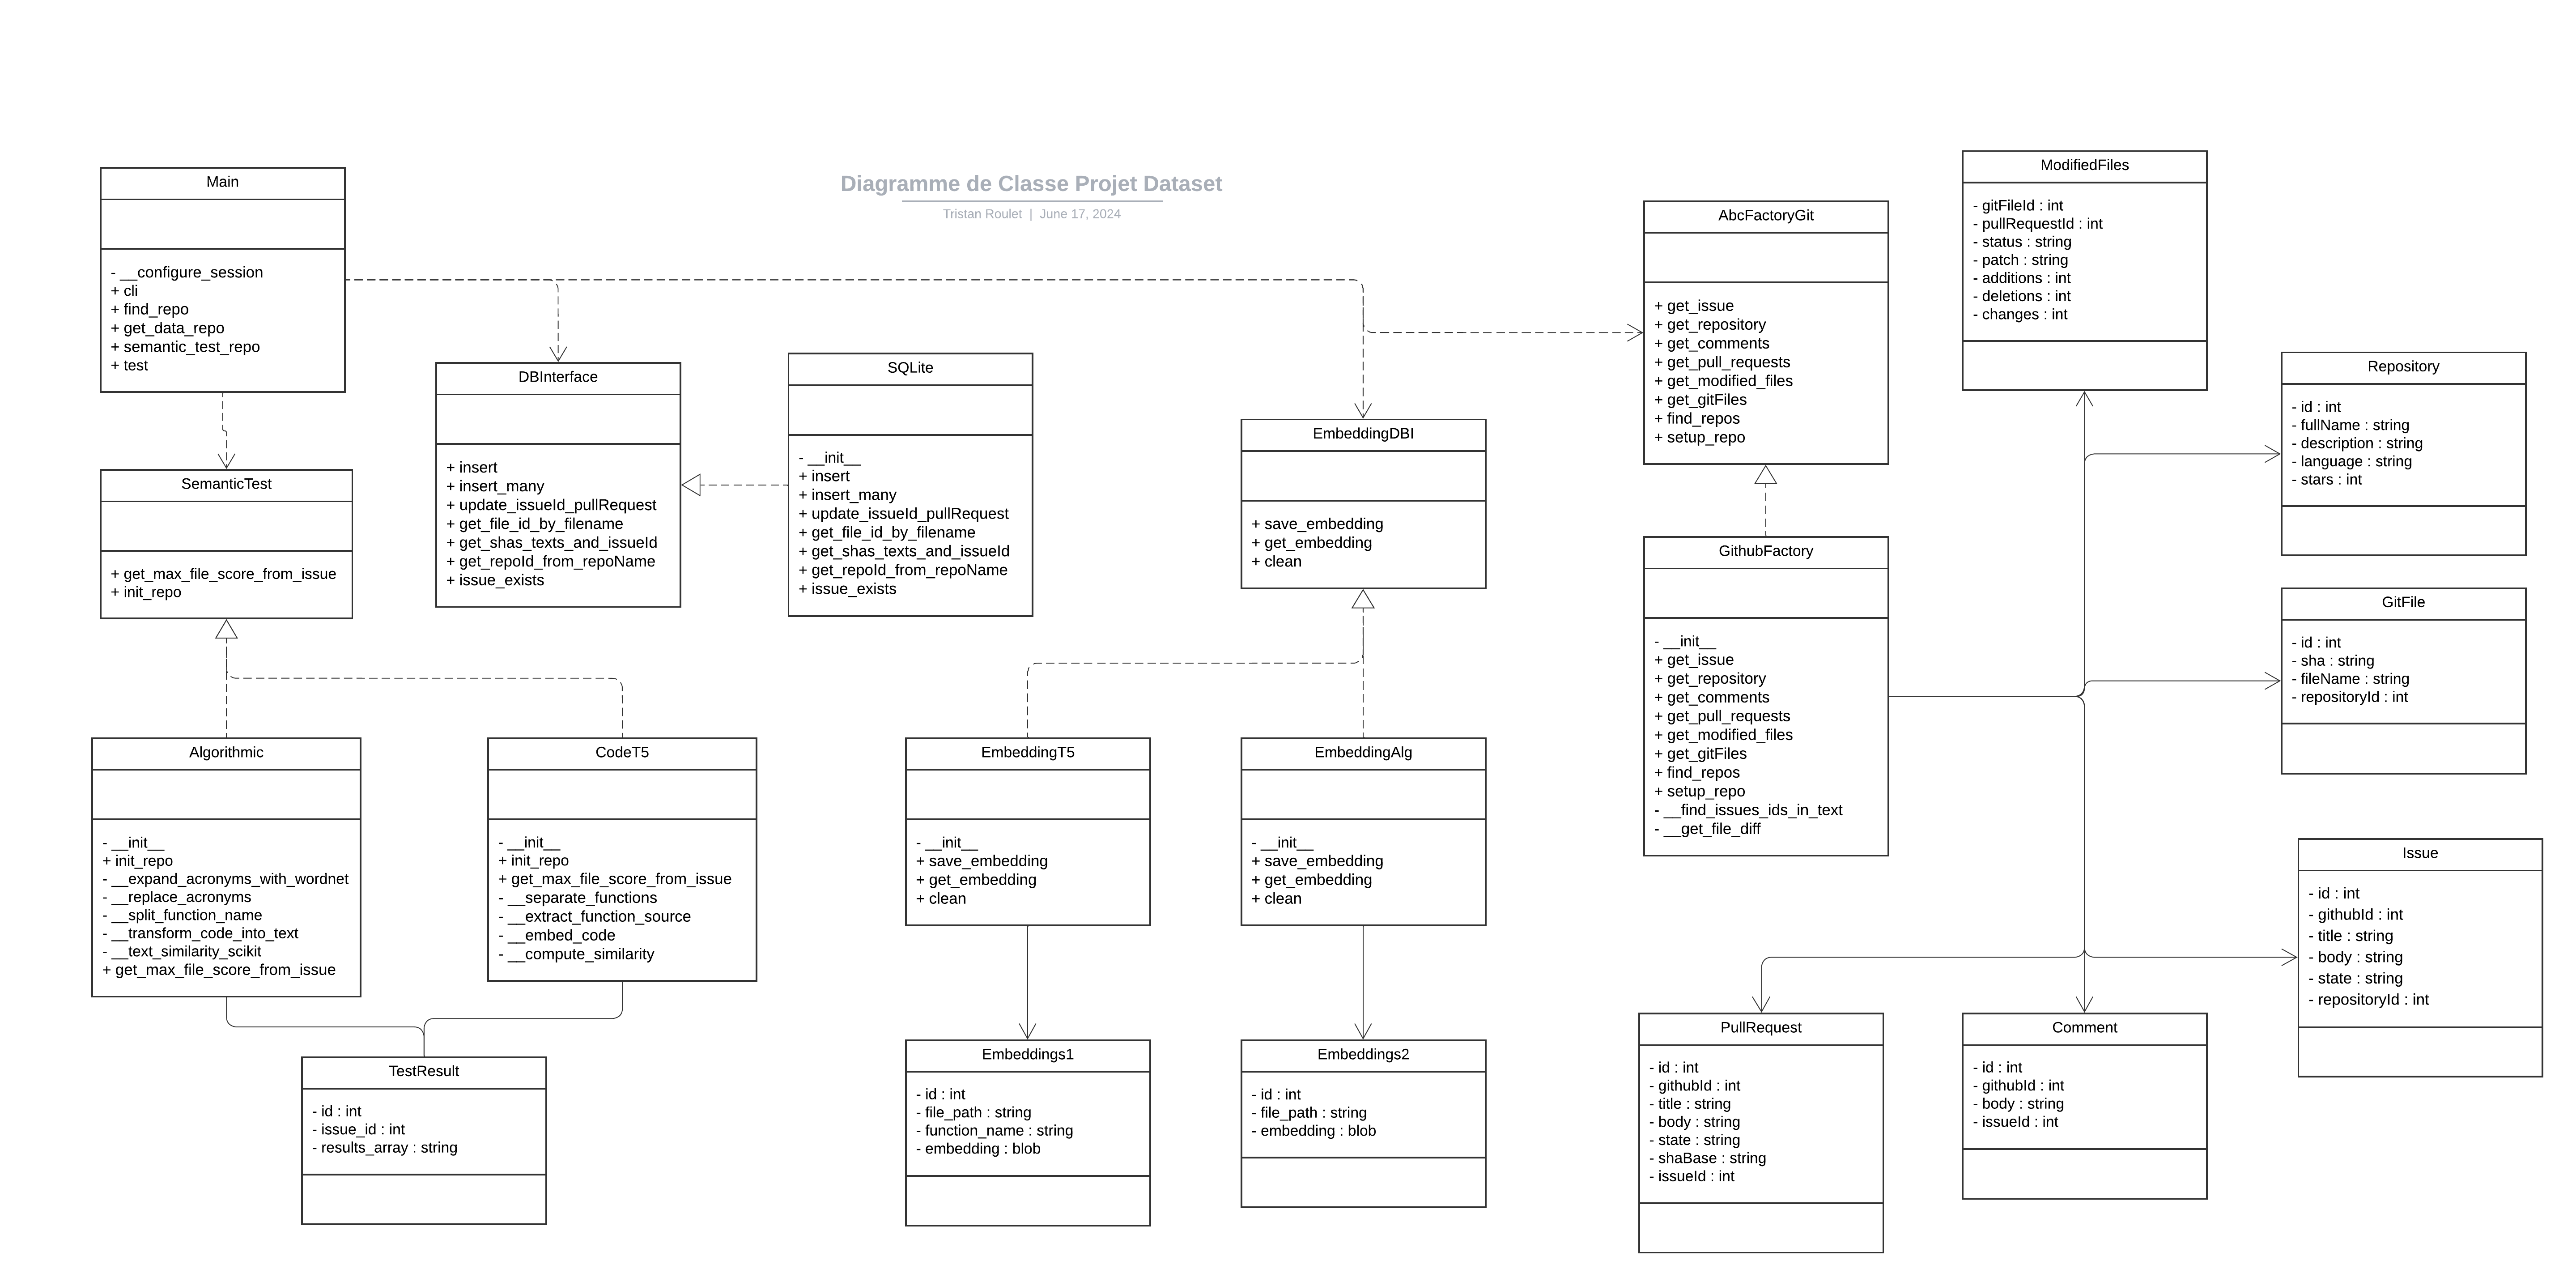 Diagramme de Classe Projet Dataset
Tristan Roulet | June 17, 2024
Main
- __configure_session
+ cli
+ find_repo
+ get_data_repo
+ semantic_test_repo
+ test
SemanticTest
+ get_max_file_score_from_issue
+ init_repo
DBInterface
+ insert
+ insert_many
+ update_issueId_pullRequest
+ get_file_id_by_filename
+ get_shas_texts_and_issueId
+ get_repoId_from_repoName
+ issue_exists
SQLite
- __init__
+ insert
+ insert_many
+ update_issueId_pullRequest
+ get_file_id_by_filename
+ get_shas_texts_and_issueId
+ get_repoId_from_repoName
+ issue_exists
EmbeddingDBI
+ save_embedding
+ get_embedding
+ clean
AbcFactoryGit
+ get_issue
+ get_repository
+ get_comments
+ get_pull_requests
+ get_modified_files
+ get_gitFiles
+ find_repos
+ setup_repo
ModifiedFiles
- gitFileId : int
- pullRequestId : int
- status : string
- patch : string
- additions : int
- deletions : int
- changes : int
Repository
- id : int
- fullName : string
- description : string
- language : string
- stars : int
GithubFactory
- __init__
+ get_issue
+ get_repository
+ get_comments
+ get_pull_requests
+ get_modified_files
+ get_gitFiles
+ find_repos
+ setup_repo
- __find_issues_ids_in_text
- __get_file_diff
GitFile
- id : int
- sha : string
- fileName : string
- repositoryId : int
Algorithmic
- __init__
+ init_repo
- __expand_acronyms_with_wordnet
- __replace_acronyms
- __split_function_name
- __transform_code_into_text
- __text_similarity_scikit
+ get_max_file_score_from_issue
CodeT5
- __init__
+ init_repo
+ get_max_file_score_from_issue
- __separate_functions
- __extract_function_source
- __embed_code
- __compute_similarity
EmbeddingT5
- __init__
+ save_embedding
+ get_embedding
+ clean
EmbeddingAlg
- __init__
+ save_embedding
+ get_embedding
+ clean
Issue
- id : int
- githubId : int
- title : string
- body : string
- state : string
- repositoryId : int
TestResult
- id : int
- issue_id : int
- results_array : string
Embeddings1
- id : int
- file_path : string
- function_name : string
- embedding : blob
Embeddings2
- id : int
- file_path : string
- embedding : blob
PullRequest
- id : int
- githubId : int
- title : string
- body : string
- state : string
- shaBase : string
- issueId : int
Comment
- id : int
- githubId : int
- body : string
- issueId : int